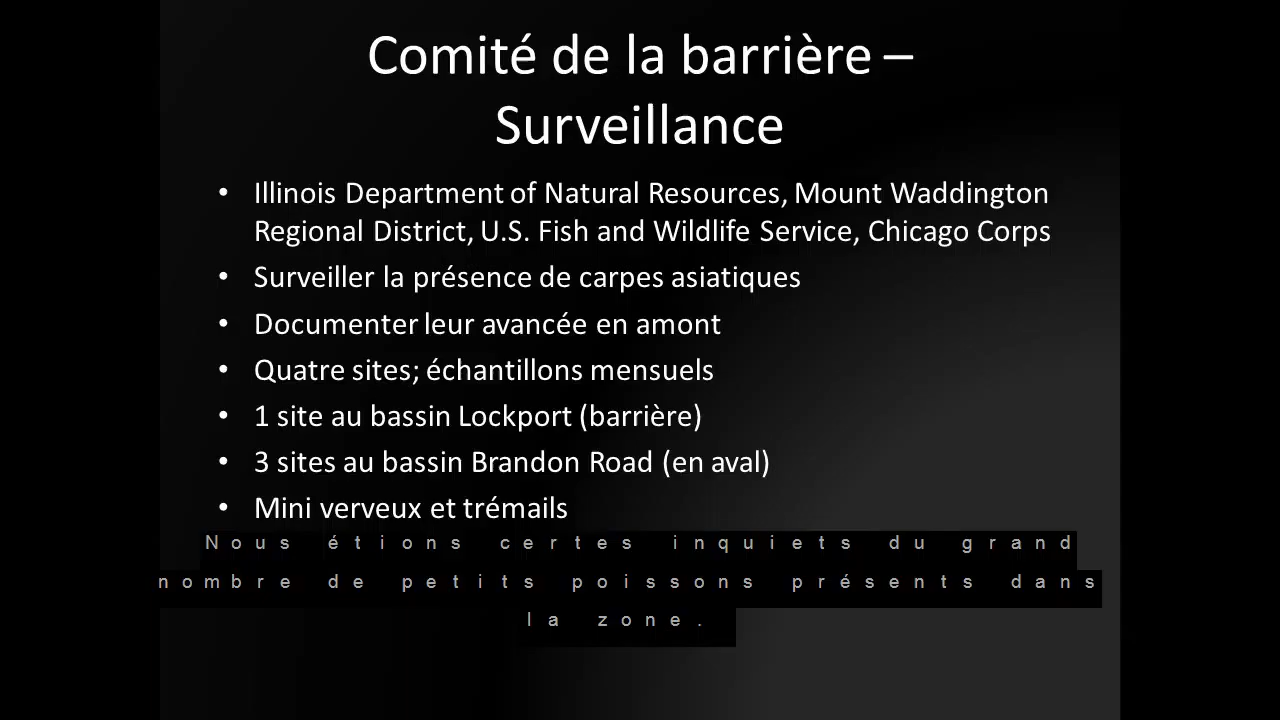 Comité de la barrière –
Surveillance
• Illinois Department of Natural Resources, Mount Waddington
Regional District, U.S. Fish and Wildlife Service, Chicago Corps
• Surveiller la présence de carpes asiatiques
• Documenter leur avancée en amont
• Quatre sites; échantillons mensuels
• 1 site au bassin Lockport (barrière)
• 3 sites au bassin Brandon Road (en aval)
• Mini verveux et trémails
Nous étions certes inquiets du grand
nombre de petits poissons présents dans
la zone.